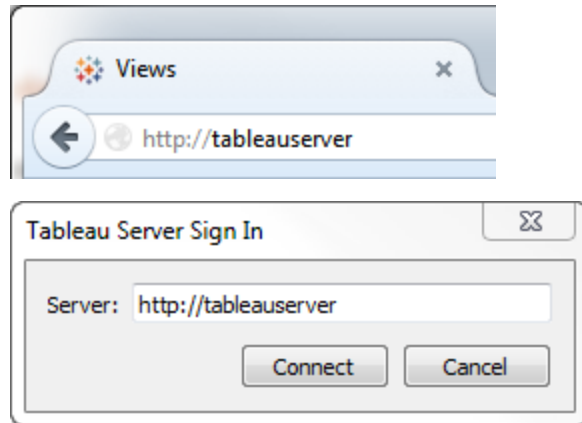 Views
http://tableauserver
Tableau Server Sign In
Server: http://tableauserver
Connect Cancel